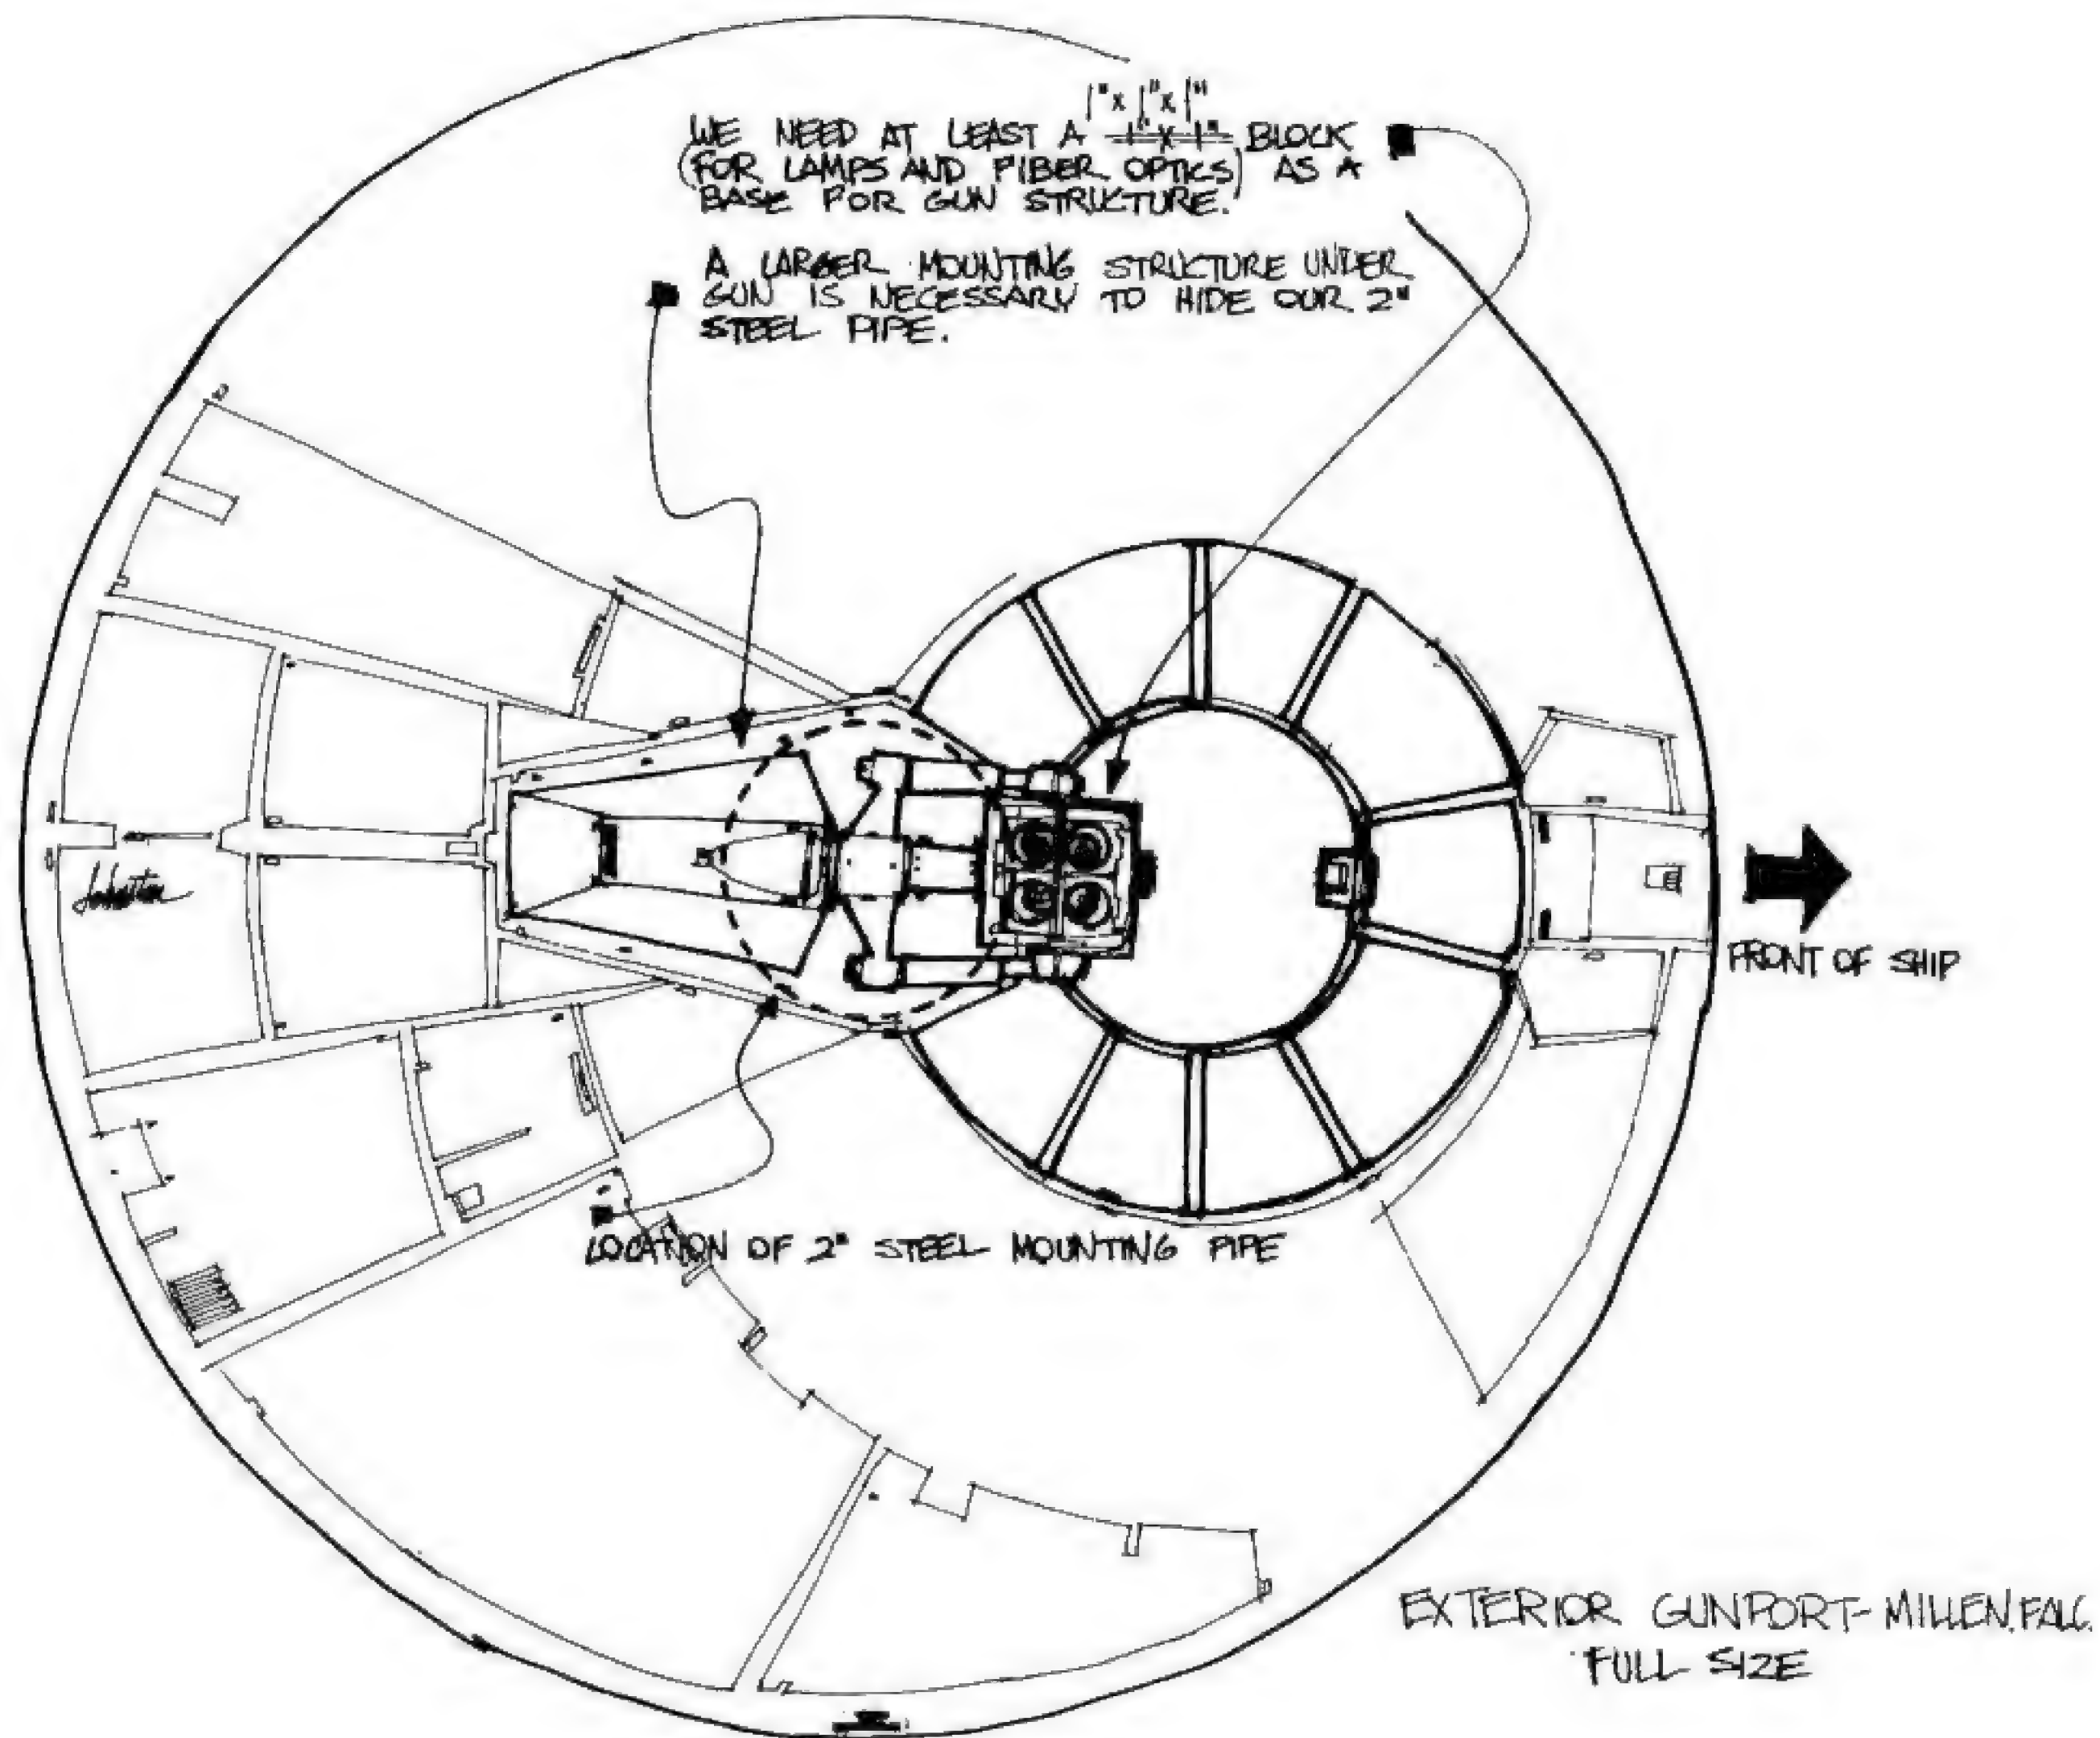 1" x 1" x 1"
WE NEED AT LEAST A 1" x 1" BLOCK
(FOR LAMPS AND FIBER OPTICS) AS A
BASE FOR GUN STRUCTURE.
A LARGER MOUNTING STRUCTURE UNDER
GUN IS NECESSARY TO HIDE OUR 2"
STEEL PIPE.
Johnston
FRONT OF SHIP
LOCATION OF 2" STEEL MOUNTING PIPE
EXTERIOR GUNPORT-MILLEN.FALC.
FULL SIZE